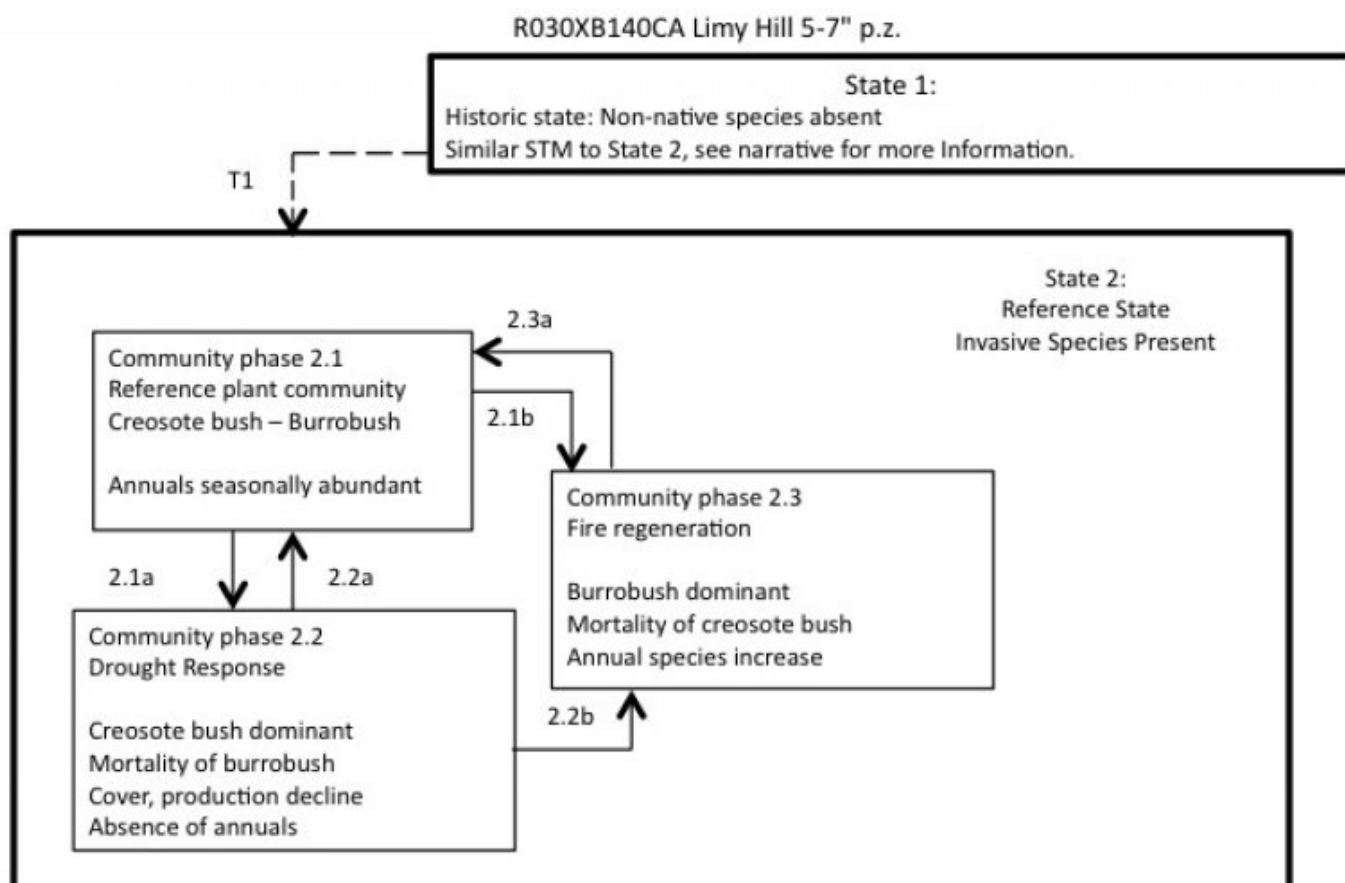 R030XB140CA Limy Hill 5-7" p.z.
State 1:
Historic state: Non-native species absent
Similar STM to State 2, see narrative for more Information.
T1
State 2:
Reference State
Invasive Species Present
2.3a
Community phase 2.1
Reference plant community
Creosote bush – Burrobush
Annuals seasonally abundant
2.1b
Community phase 2.3
Fire regeneration
Burrobush dominant
Mortality of creosote bush
Annual species increase
2.1a
2.2a
Community phase 2.2
Drought Response
Creosote bush dominant
Mortality of burrobush
Cover, production decline
Absence of annuals
2.2b